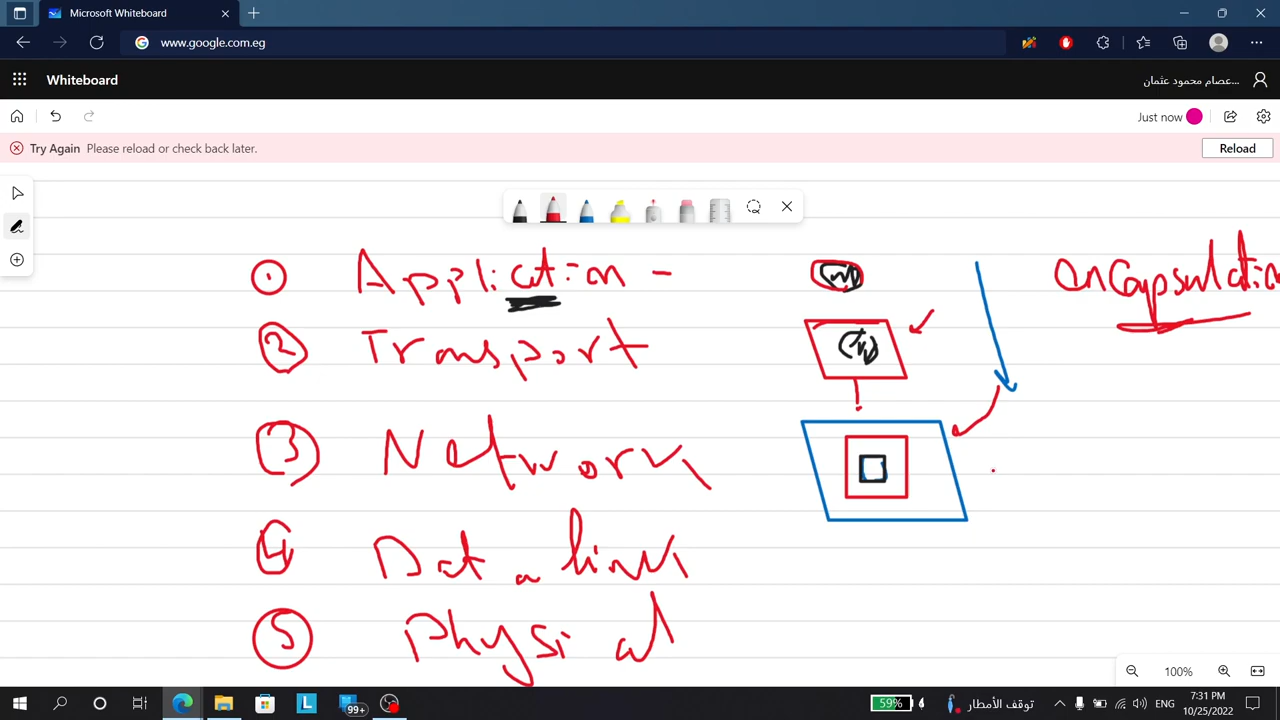 Microsoft Whiteboard
www.google.com.eg
Whiteboard
عصام محمود عثمان...
Just now
Try Again Please reload or check back later.
Reload
1 Application -
encapsulation
2 Transport
3 Network
4 Data link
5 Physical
100%
99+
59%
توقف الأمطار
ENG
7:31 PM
10/25/2022